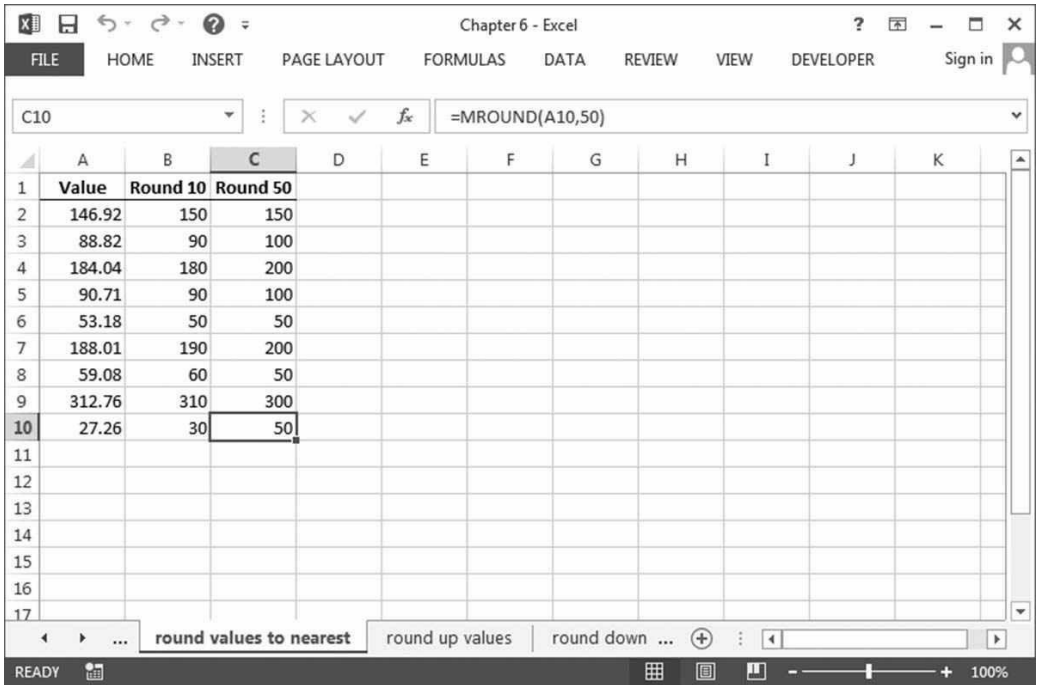 Chapter 6 - Excel ?
FILE HOME INSERT PAGE LAYOUT FORMULAS DATA REVIEW VIEW DEVELOPER Sign in
C10 fx =MROUND(A10,50)
A B C D E F G H I J K
1 Value Round 10 Round 50
2 146.92 150 150
3 88.82 90 100
4 184.04 180 200
5 90.71 90 100
6 53.18 50 50
7 188.01 190 200
8 59.08 60 50
9 312.76 310 300
10 27.26 30 50
11
12
13
14
15
16
17
... round values to nearest round up values round down ...
READY 100%